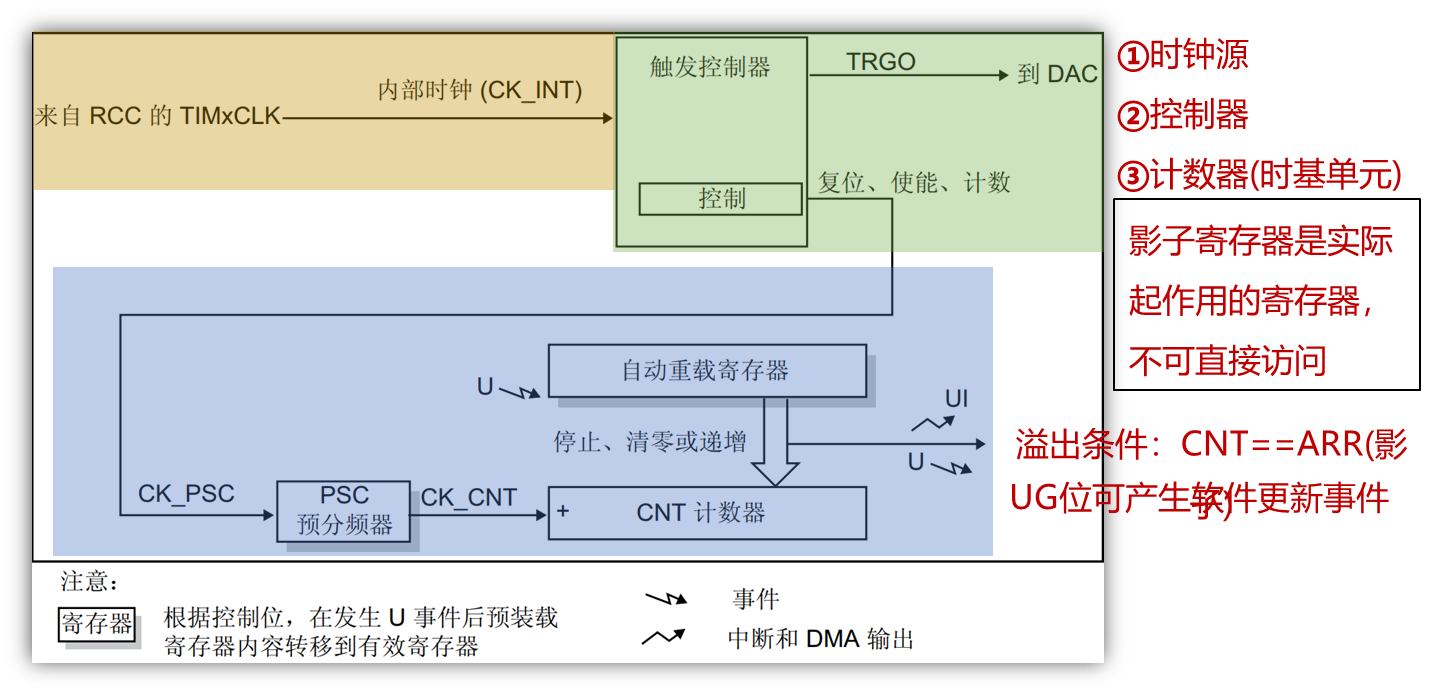 来自 RCC 的 TIMxCLK
内部时钟 (CK_INT)
触发控制器
TRGO
到 DAC
控制
复位、使能、计数
自动重载寄存器
U
停止、清零或递增
UI
U
CK_PSC
PSC
预分频器
CK_CNT
+
CNT 计数器
注意：
寄存器
根据控制位，在发生 U 事件后预装载
寄存器内容转移到有效寄存器
事件
中断和 DMA 输出
①时钟源
②控制器
③计数器(时基单元)
影子寄存器是实际
起作用的寄存器，
不可直接访问
溢出条件：CNT==ARR(影
子)
UG位可产生软件更新事件